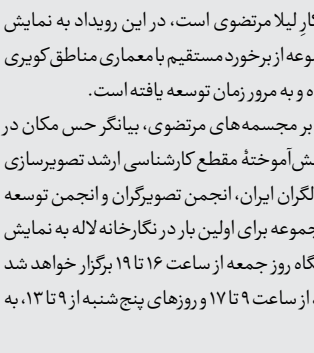 کارِ لیلا مرتضوی است، در این رویداد به نمایش
وعه از برخورد مستقیم با معماری مناطق کویری
ه و به مرور زمان توسعه یافته است.
بر مجسمه‌های مرتضوی، بیانگر حس مکان در
ش‌آموختهٔ مقطع کارشناسی ارشد تصویرسازی
لگران ایران، انجمن تصویرگران و انجمن توسعه
جموعه برای اولین بار در نگارخانه لاله به نمایش
گاه روز جمعه از ساعت ۱۶ تا ۱۹ برگزار خواهد شد
از ساعت ۹ تا ۱۷ و روزهای پنج‌شنبه از ۹ تا ۱۳، به